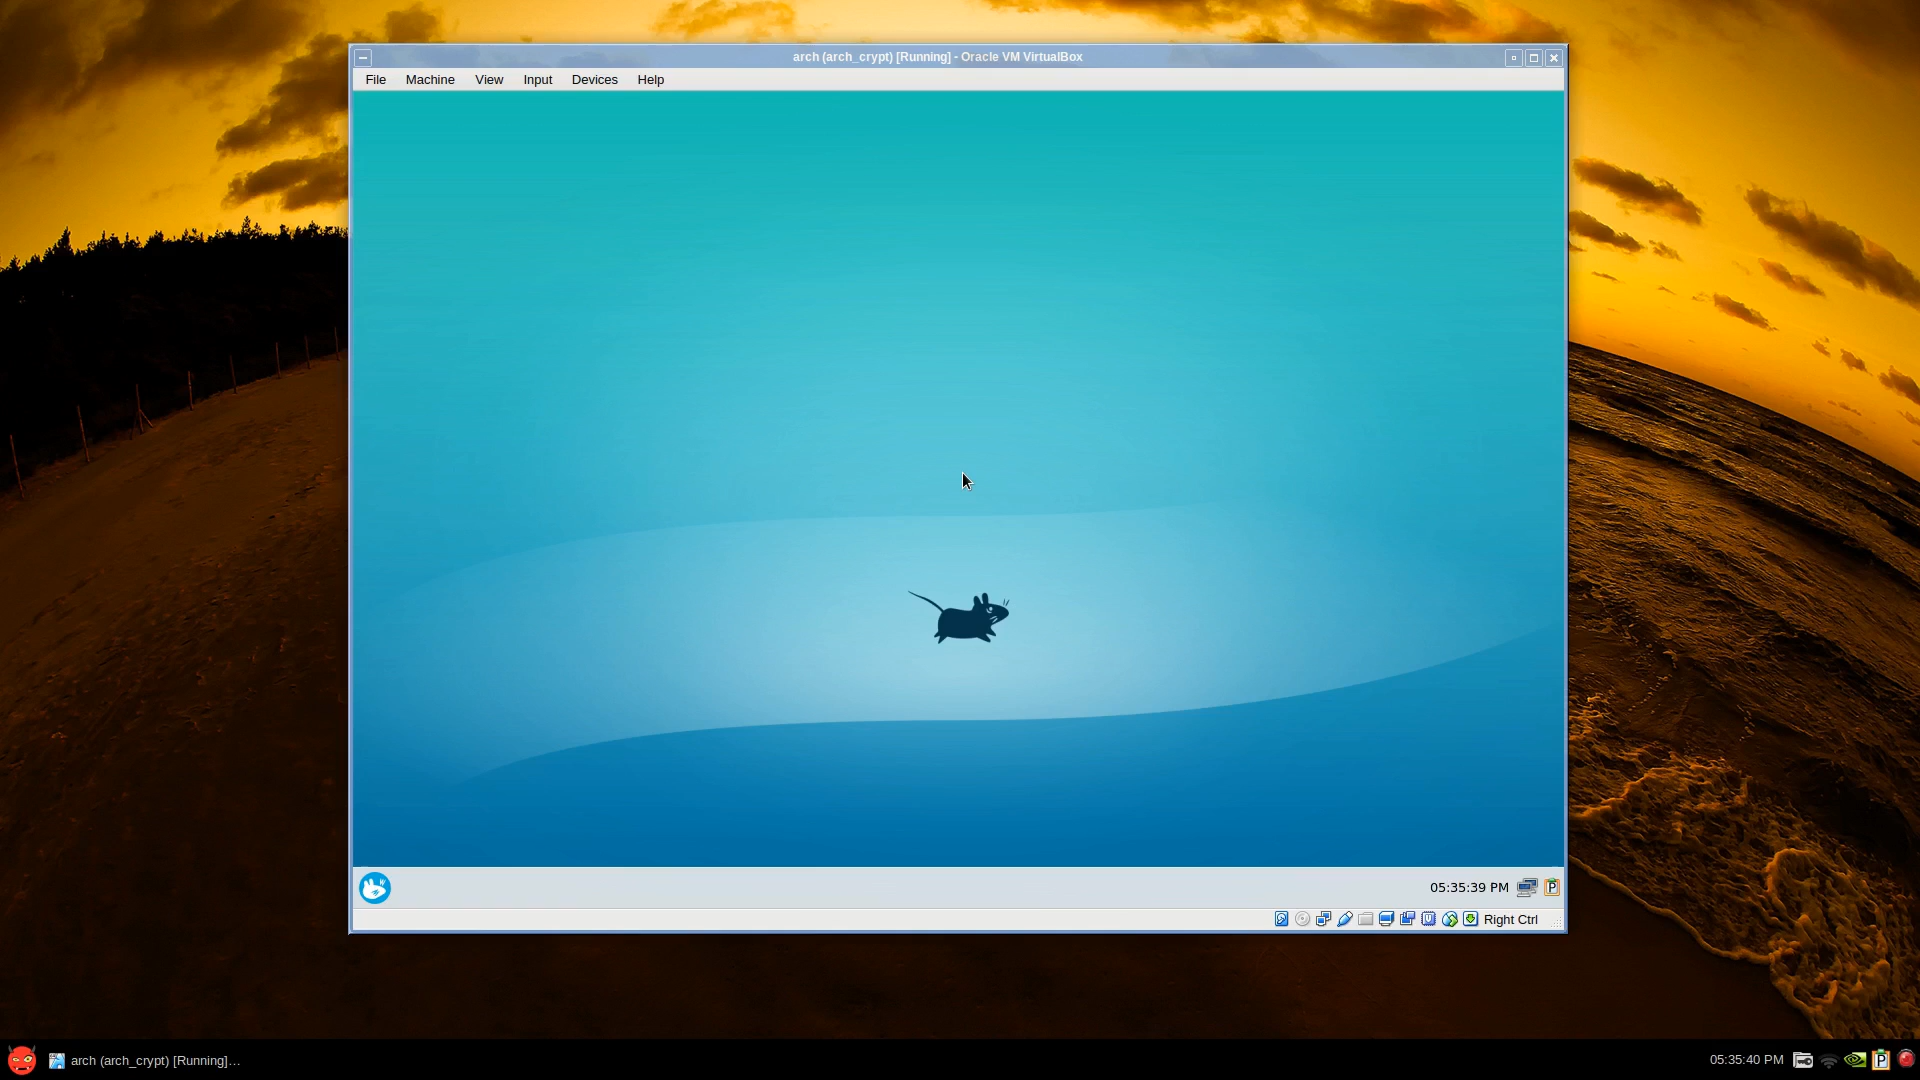 arch (arch_crypt) [Running] - Oracle VM VirtualBox
File Machine View Input Devices Help
05:35:39 PM
Right Ctrl
arch (arch_crypt) [Running]…
05:35:40 PM